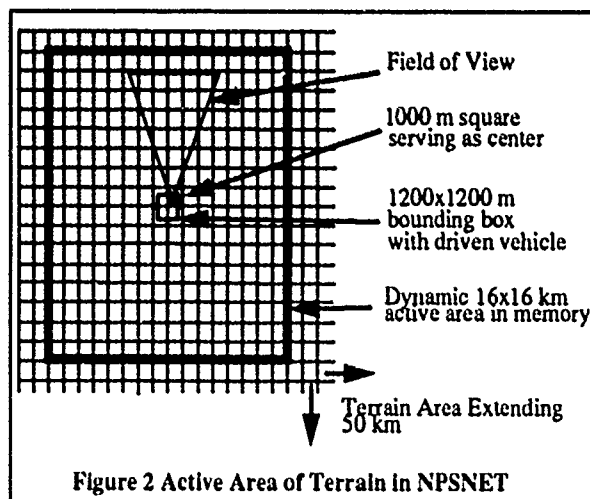 Field of View
1000 m square
serving as center
1200x1200 m
bounding box
with driven vehicle
Dynamic 16x16 km
active area in memory
Terrain Area Extending
50 km
Figure 2 Active Area of Terrain in NPSNET